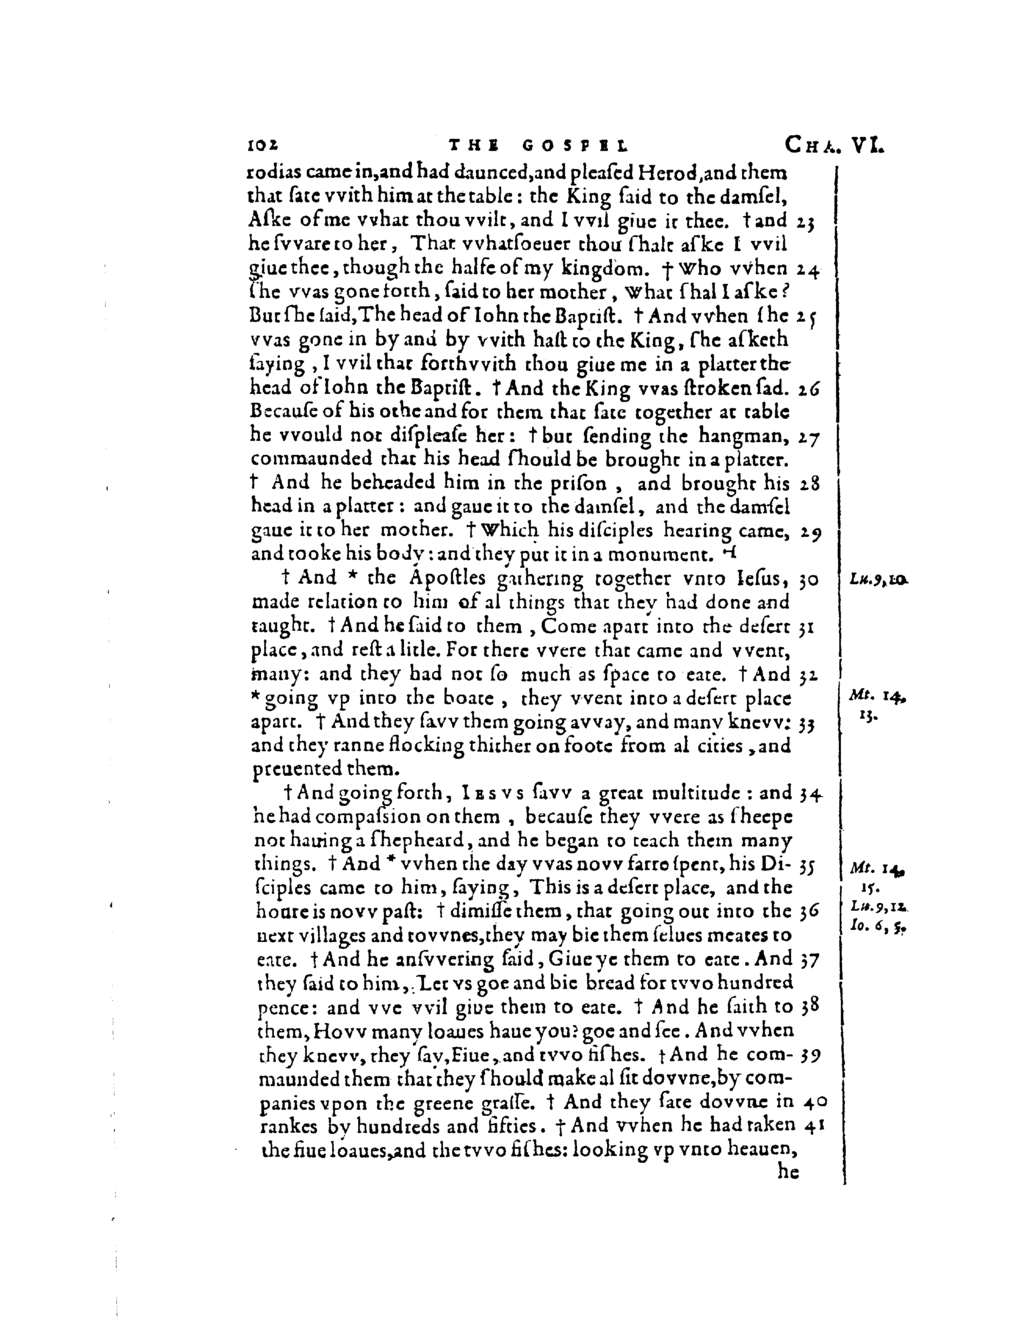 102 THE GOSPEL CHA. VI.
rodias came in, and had daunced, and pleaſed Herod, and them
that ſate vvith him at the table: the King ſaid to the damſel,
Aſke of me vvhat thou vvilt, and I vvil giue it thee. † and 23
he ſvvare to her, That vvhatſoeuer thou ſhalt aſke I vvil
giue thee, though the halfe of my kingdom. † Who vvhen 24
ſhe vvas gone forth, ſaid to her mother, What ſhal I aſke?
But ſhe ſaid, The head of Iohn the Baptiſt. † And vvhen ſhe 25
vvas gone in by and by vvith haſt to the King, ſhe aſketh
ſaying, I vvil that forthvvith thou giue me in a platter the
head of Iohn the Baptiſt. † And the King vvas ſtroken ſad. 26
Becauſe of his othe and for them that ſate together at table
he vvould not diſpleaſe her: † but ſending the hangman, 27
commaunded that his head ſhould be brought in a platter.
† And he beheaded him in the priſon, and brought his 28
head in a platter: and gaue it to the damſel, and the damſel
gaue it to her mother. † Which his diſciples hearing came, 29
and tooke his body: and they put it in a monument. ⊣
† And * the Apoſtles gathering together vnto Ieſus, 30 Lu. 9, 10.
made relation to him of al things that they had done and
taught. † And he ſaid to them, Come apart into the deſert 31
place, and reſt a litle. For there vvere that came and vvent,
many: and they had not ſo much as ſpace to eate. † And 32
* going vp into the boate, they vvent into a deſert place Mt. 14,
apart. † And they ſavv them going avvay, and many knevv: 33 13.
and they ranne flocking thither on foote from al cities, and
preuented them.
† And going forth, IESVS ſavv a great multitude: and 34
he had compaſsion on them, becauſe they vvere as ſheepe
not hauing a ſhepheard, and he began to teach them many
things. † And * vvhen the day vvas novv farre ſpent, his Di- 35 Mt. 14,
ſciples came to him, ſaying, This is a deſert place, and the 15.
houre is novv paſt: † dimiſſe them, that going out into the 36 Lu. 9, 12.
next villages and tovvnes, they may bie them ſelues meates to Io. 6, 5.
eate. † And he anſvvering ſaid, Giue ye them to eate. And 37
they ſaid to him, Let vs goe and bie bread for tvvo hundred
pence: and vve vvil giue them to eate. † And he ſaith to 38
them, Hovv many loaues haue you? goe and ſee. And vvhen
they knevv, they ſay, Fiue, and tvvo fiſhes. † And he com- 39
maunded them that they ſhould make al ſit dovvne, by com-
panies vpon the greene graſſe. † And they ſate dovvne in 40
rankes by hundreds and fifties. † And vvhen he had taken 41
the fiue loaues, and the tvvo fiſhes: looking vp vnto heauen,
he